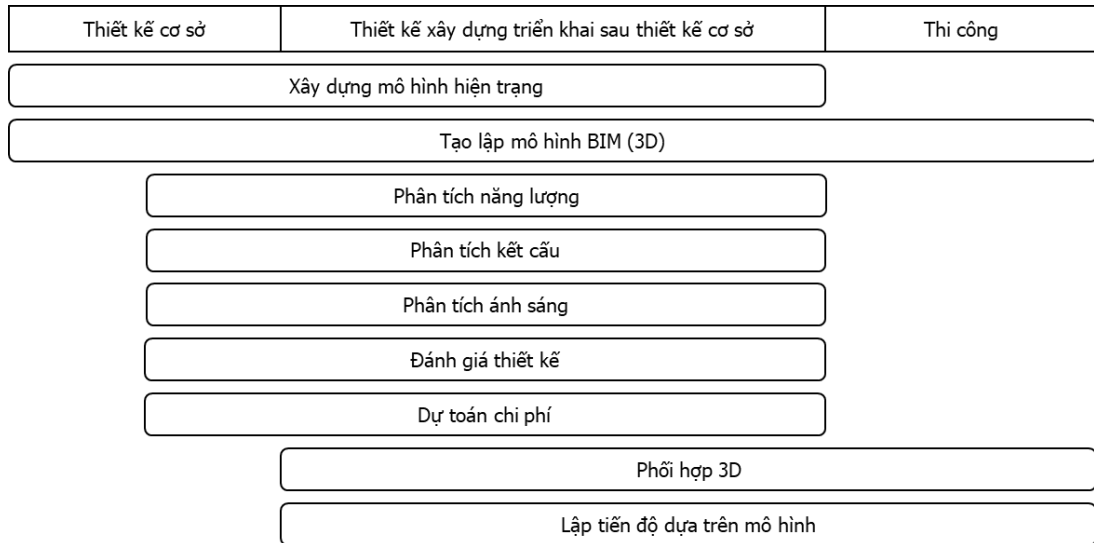 Thiết kế cơ sở
Thiết kế xây dựng triển khai sau thiết kế cơ sở
Thi công
Xây dựng mô hình hiện trạng
Tạo lập mô hình BIM (3D)
Phân tích năng lượng
Phân tích kết cấu
Phân tích ánh sáng
Đánh giá thiết kế
Dự toán chi phí
Phối hợp 3D
Lập tiến độ dựa trên mô hình